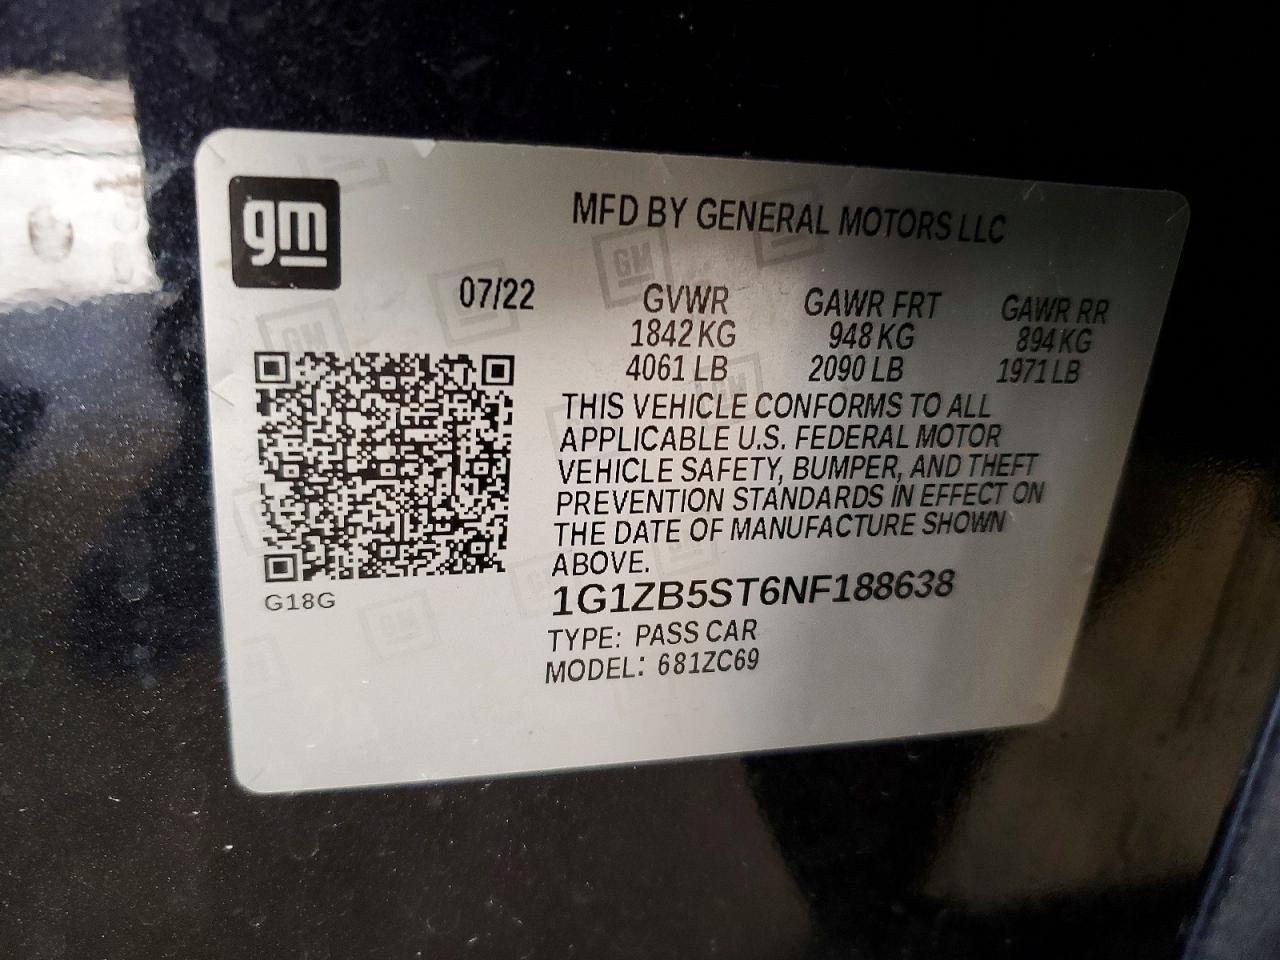 gm
MFD BY GENERAL MOTORS LLC
07/22
GVWR GAWR FRT GAWR RR
1842 KG 948 KG 894 KG
4061 LB 2090 LB 1971 LB
THIS VEHICLE CONFORMS TO ALL
APPLICABLE U.S. FEDERAL MOTOR
VEHICLE SAFETY, BUMPER, AND THEFT
PREVENTION STANDARDS IN EFFECT ON
THE DATE OF MANUFACTURE SHOWN
ABOVE.
G18G
1G1ZB5ST6NF188638
TYPE: PASS CAR
MODEL: 681ZC69